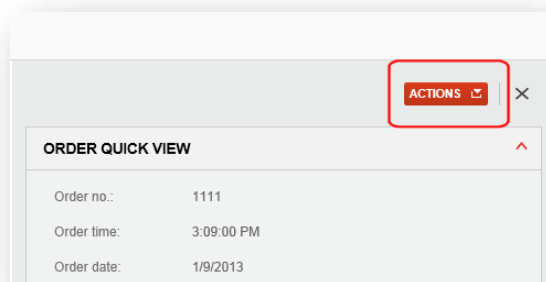 ACTIONS
ORDER QUICK VIEW
Order no.: 1111
Order time: 3:09:00 PM
Order date: 1/9/2013